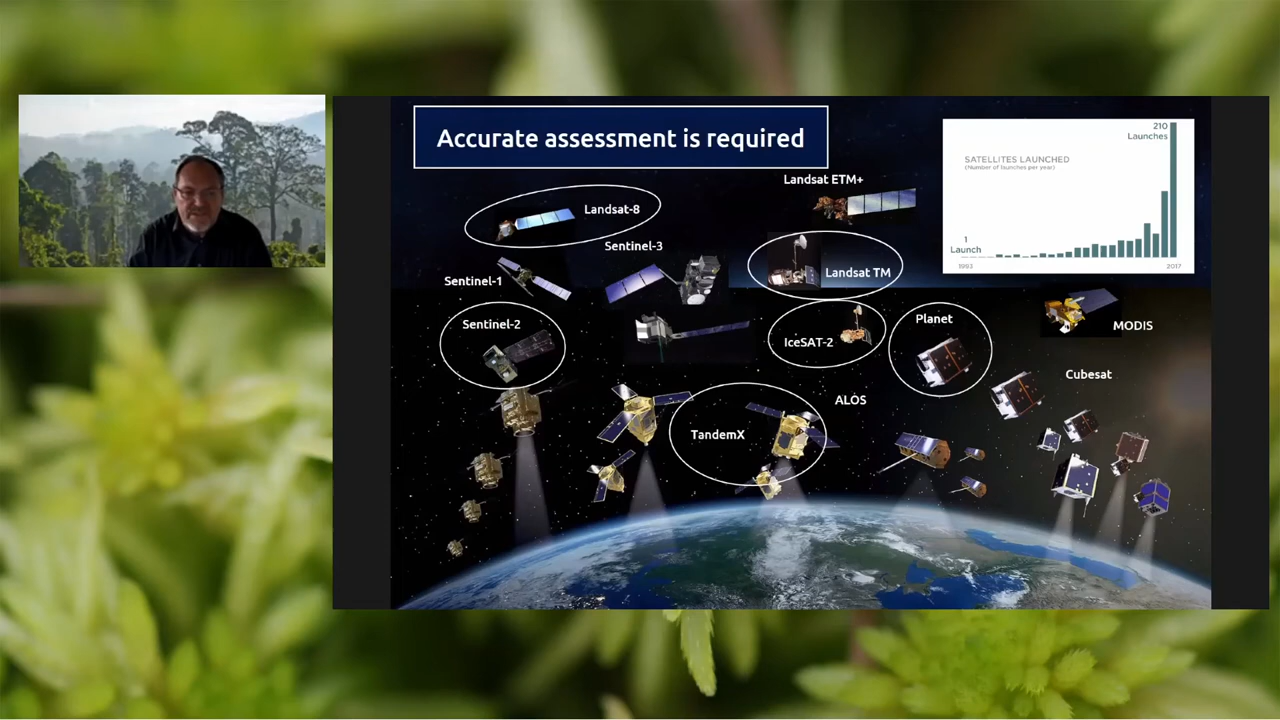 Accurate assessment is required
210
Launches
SATELLITES LAUNCHED
(Number of launches per year)
1
Launch
1993
2017
Landsat ETM+
Landsat-8
Sentinel-3
Landsat TM
Sentinel-1
Sentinel-2
IceSAT-2
Planet
MODIS
Cubesat
ALOS
TandemX